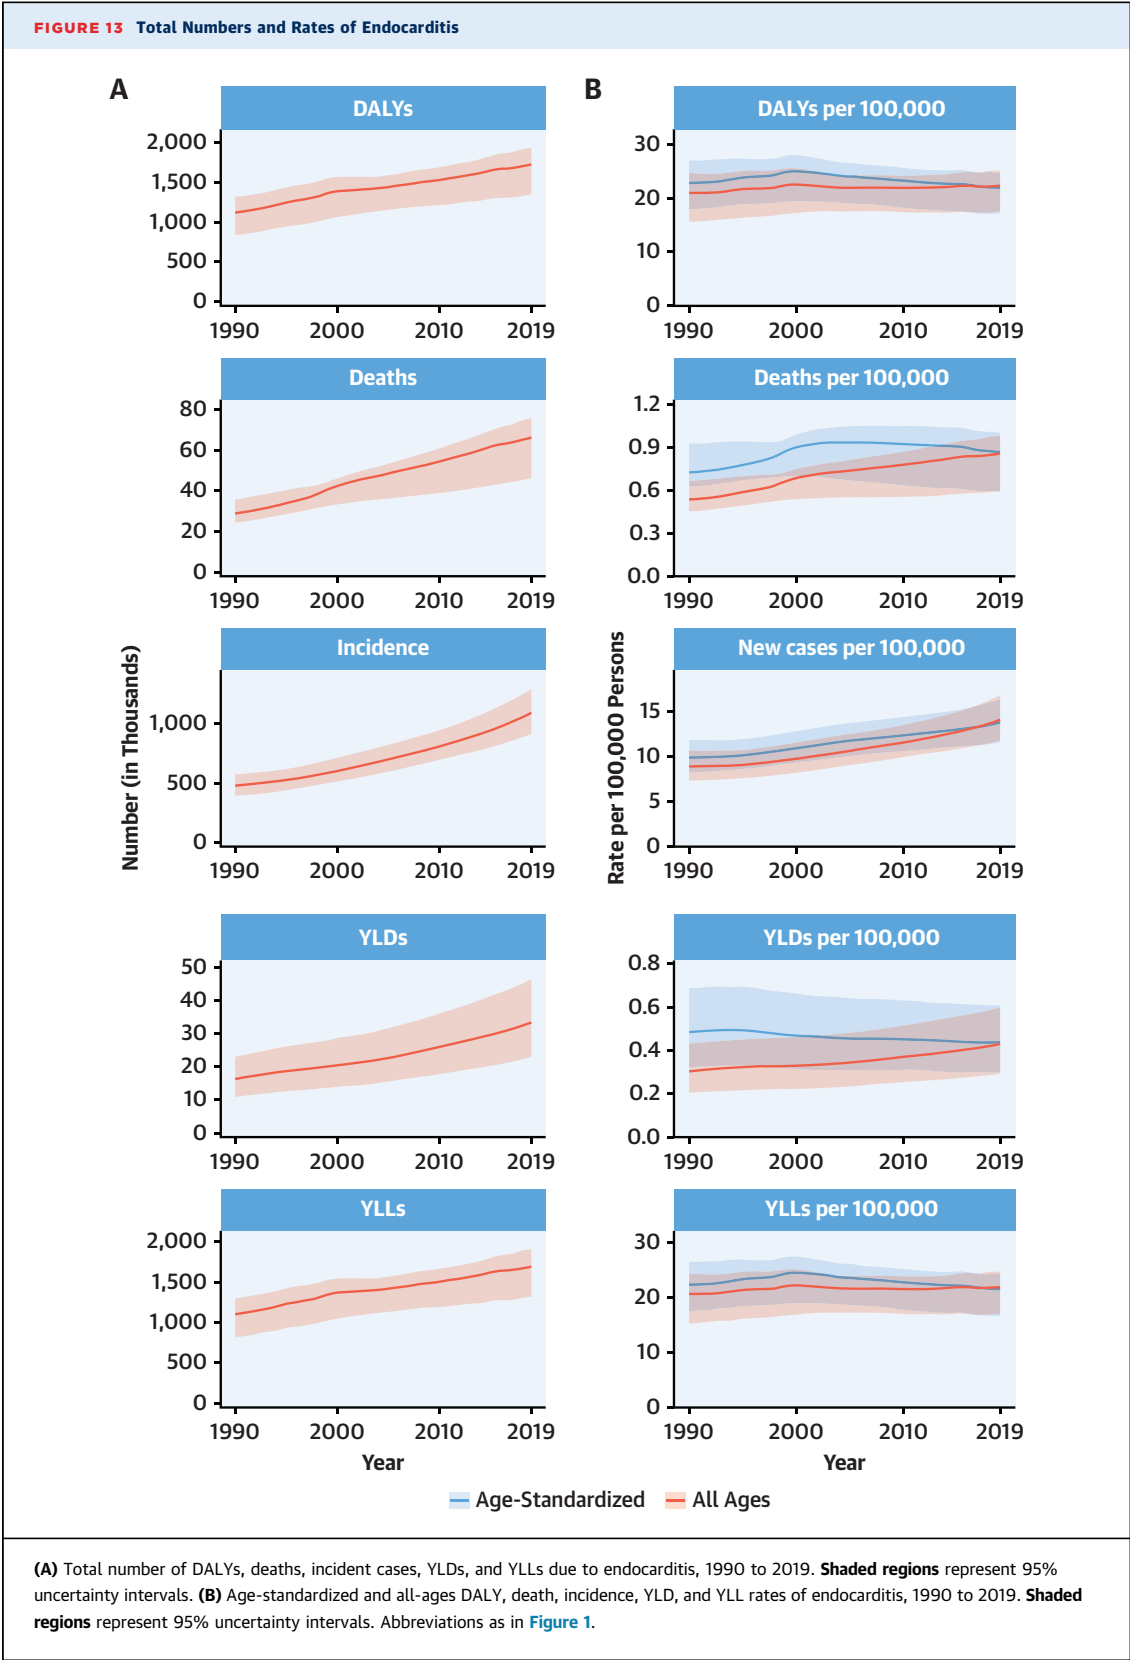 FIGURE 13 Total Numbers and Rates of Endocarditis
A
DALYs
2,000
1,500
1,000
500
0
1990 2000 2010 2019
B
DALYs per 100,000
30
20
10
0
1990 2000 2010 2019
Deaths
80
60
40
20
0
1990 2000 2010 2019
Deaths per 100,000
1.2
0.9
0.6
0.3
0.0
1990 2000 2010 2019
Number (in Thousands)
Incidence
1,000
500
0
1990 2000 2010 2019
Rate per 100,000 Persons
New cases per 100,000
15
10
5
0
1990 2000 2010 2019
YLDs
50
40
30
20
10
0
1990 2000 2010 2019
YLDs per 100,000
0.8
0.6
0.4
0.2
0.0
1990 2000 2010 2019
YLLs
2,000
1,500
1,000
500
0
1990 2000 2010 2019
Year
YLLs per 100,000
30
20
10
0
1990 2000 2010 2019
Year
Age-Standardized All Ages
(A) Total number of DALYs, deaths, incident cases, YLDs, and YLLs due to endocarditis, 1990 to 2019. Shaded regions represent 95%
uncertainty intervals. (B) Age-standardized and all-ages DALY, death, incidence, YLD, and YLL rates of endocarditis, 1990 to 2019. Shaded
regions represent 95% uncertainty intervals. Abbreviations as in Figure 1.